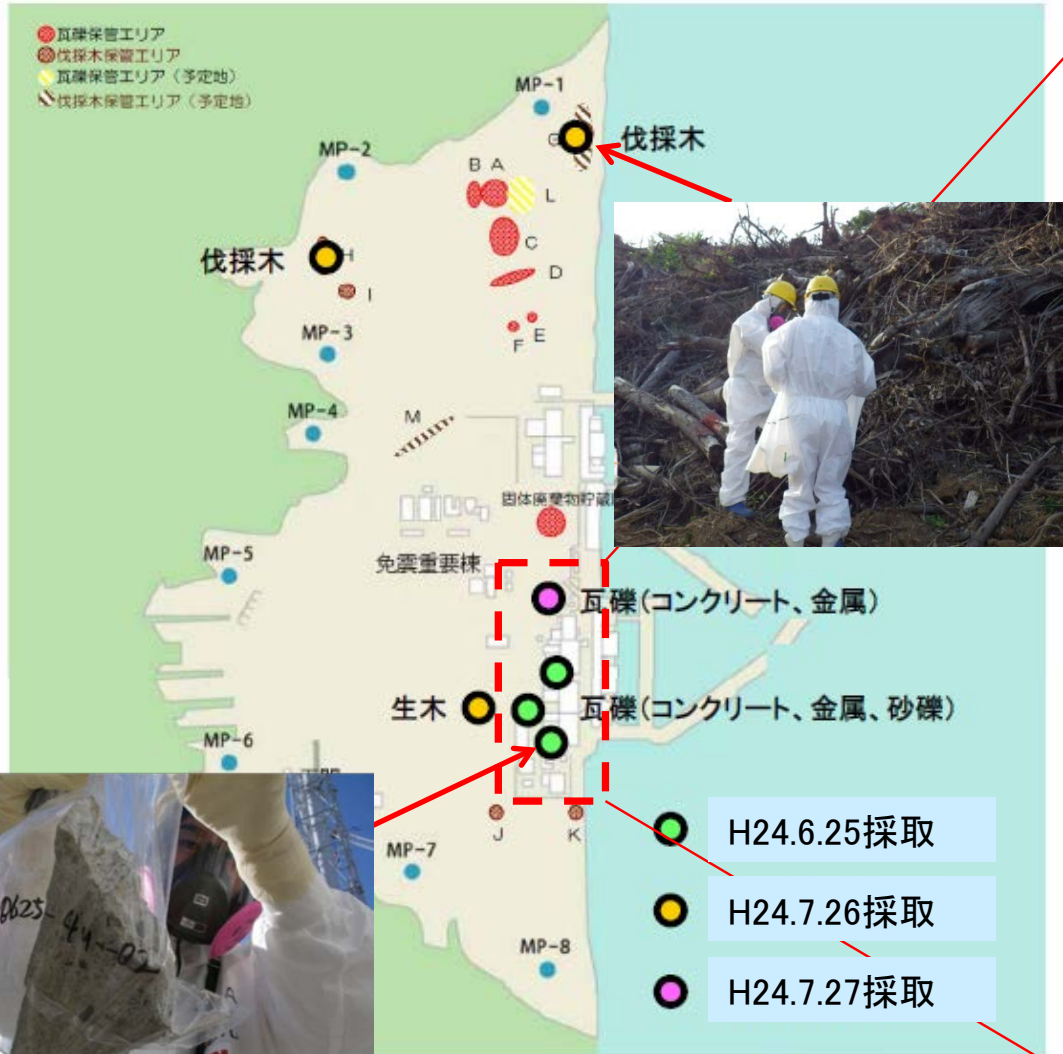 瓦礫保管エリア
伐採木保管エリア
瓦礫保管エリア(予定地)
伐採木保管エリア(予定地)
MP-1
G
伐採木
MP-2
B A
L
C
伐採木
H
I
D
E
F
MP-3
MP-4
M
固体廃棄物貯蔵
免震重要棟
MP-5
瓦礫(コンクリート、金属)
生木
瓦礫(コンクリート、金属、砂礫)
MP-6
J
K
MP-7
MP-8
0625-
44-02
H24.6.25採取
H24.7.26採取
H24.7.27採取